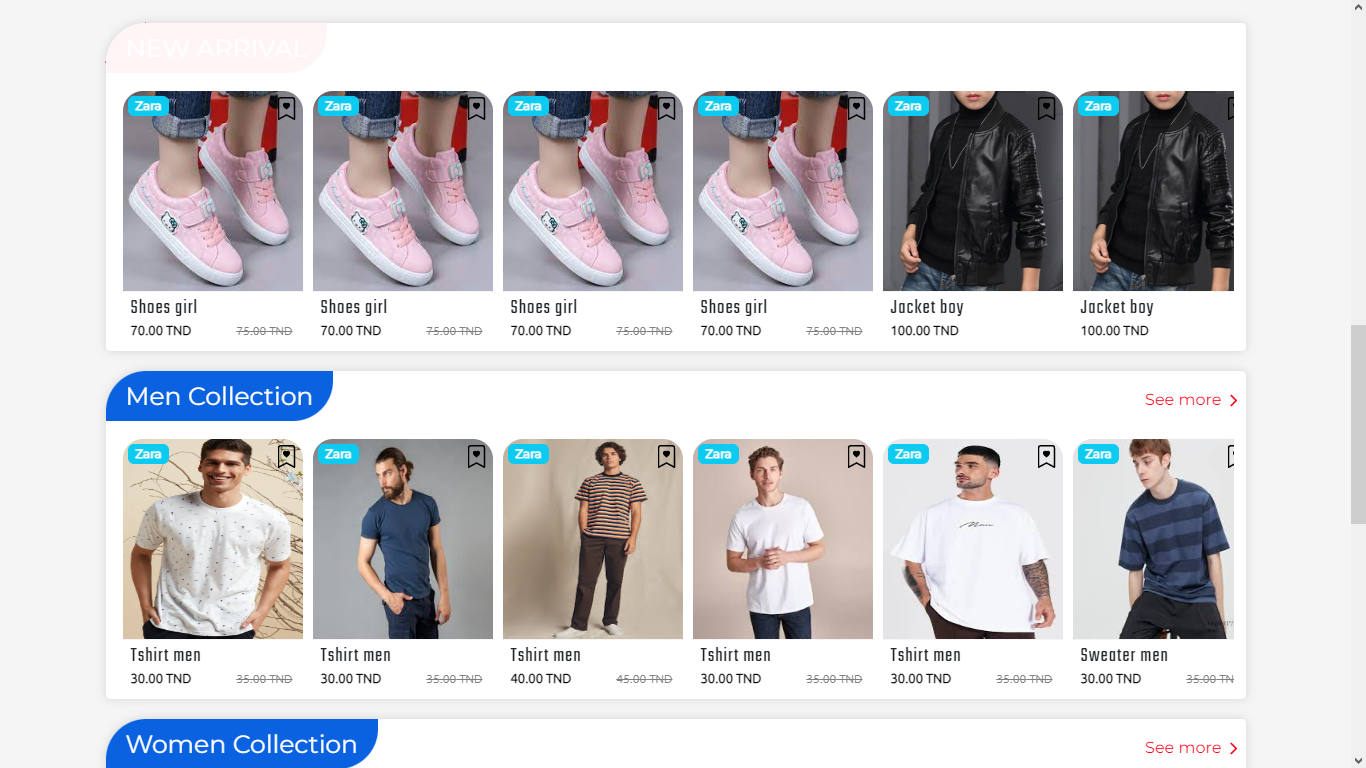 NEW ARRIVAL
Zara Zara Zara Zara Zara Zara
Shoes girl Shoes girl Shoes girl Shoes girl Jacket boy Jacket boy
70.00 TND 75.00 TND 70.00 TND 75.00 TND 70.00 TND 75.00 TND 70.00 TND 75.00 TND 100.00 TND 100.00 TND
Men Collection See more
Zara Zara Zara Zara Zara Zara
Tshirt men Tshirt men Tshirt men Tshirt men Tshirt men Sweater men
30.00 TND 35.00 TND 30.00 TND 35.00 TND 40.00 TND 45.00 TND 30.00 TND 35.00 TND 30.00 TND 35.00 TND 30.00 TND 35.00 TN
Women Collection See more